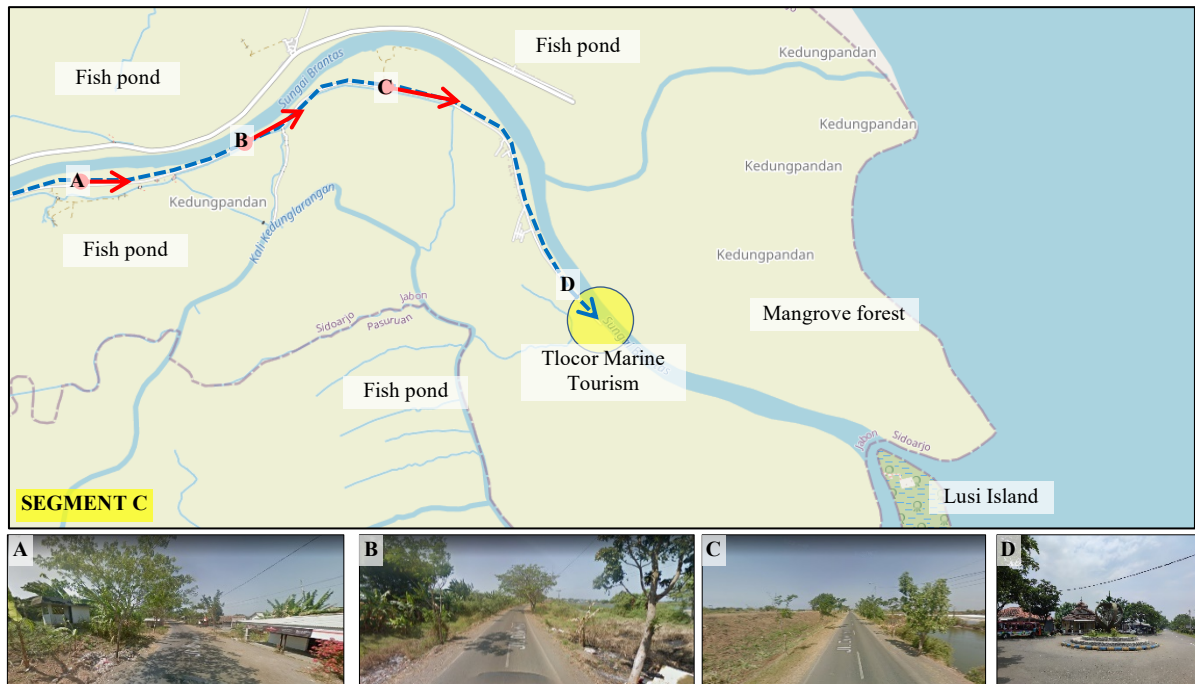 Fish pond
Kedungpandan
Fish pond
Sungai Brantas
C
Kedungpandan
B
Kedungpandan
A
Kedungpandan
Fish pond
Kali Kedunglarangan
Kedungpandan
D
Jabon
Sidoarjo
Pasuruan
Mangrove forest
Tlocor Marine
Tourism
Fish pond
Jabon
Sidoarjo
Lusi Island
SEGMENT C
A
B
C
D